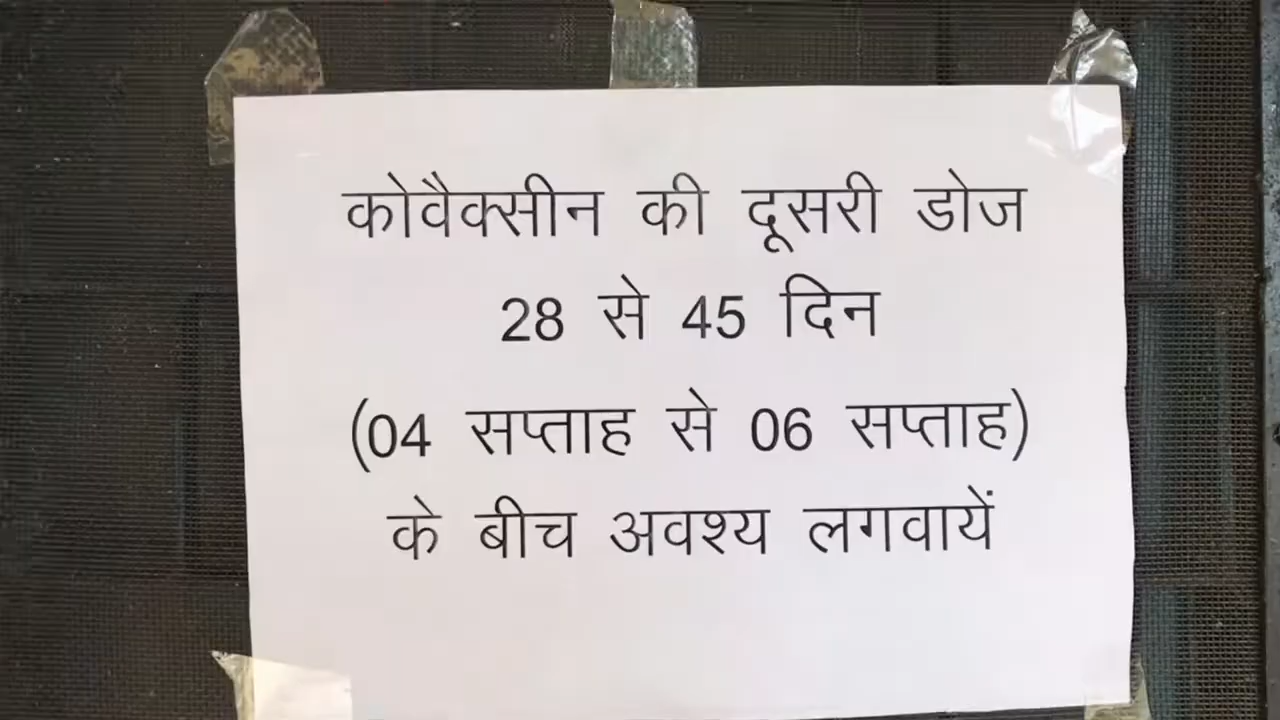 कोवैक्सीन की दूसरी डोज
28 से 45 दिन
(04 सप्ताह से 06 सप्ताह)
के बीच अवश्य लगवायें